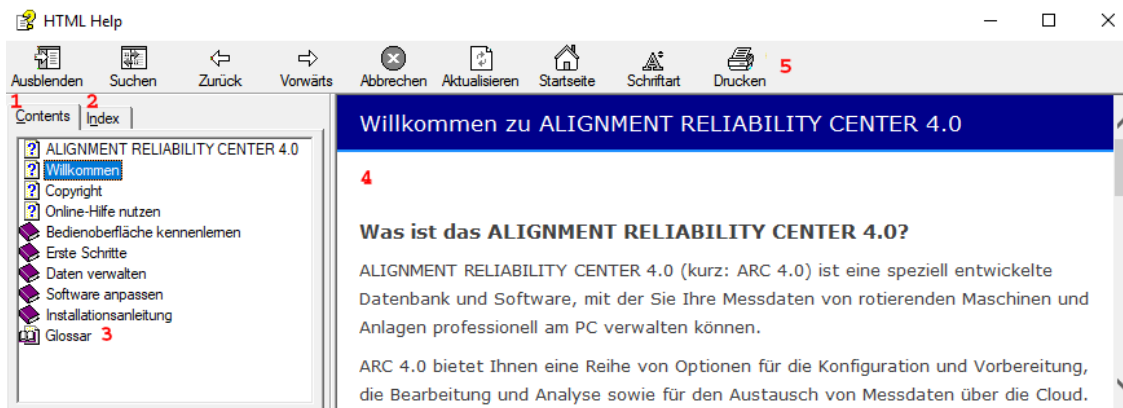 HTML Help
Ausblenden Suchen Zurück Vorwärts Abbrechen Aktualisieren Startseite Schriftart Drucken 5
1 2
Contents Index
ALIGNMENT RELIABILITY CENTER 4.0
Willkommen
Copyright
Online-Hilfe nutzen
Bedienoberfläche kennenlernen
Erste Schritte
Daten verwalten
Software anpassen
Installationsanleitung
Glossar 3
Willkommen zu ALIGNMENT RELIABILITY CENTER 4.0
4
Was ist das ALIGNMENT RELIABILITY CENTER 4.0?
ALIGNMENT RELIABILITY CENTER 4.0 (kurz: ARC 4.0) ist eine speziell entwickelte
Datenbank und Software, mit der Sie Ihre Messdaten von rotierenden Maschinen und
Anlagen professionell am PC verwalten können.
ARC 4.0 bietet Ihnen eine Reihe von Optionen für die Konfiguration und Vorbereitung,
die Bearbeitung und Analyse sowie für den Austausch von Messdaten über die Cloud.